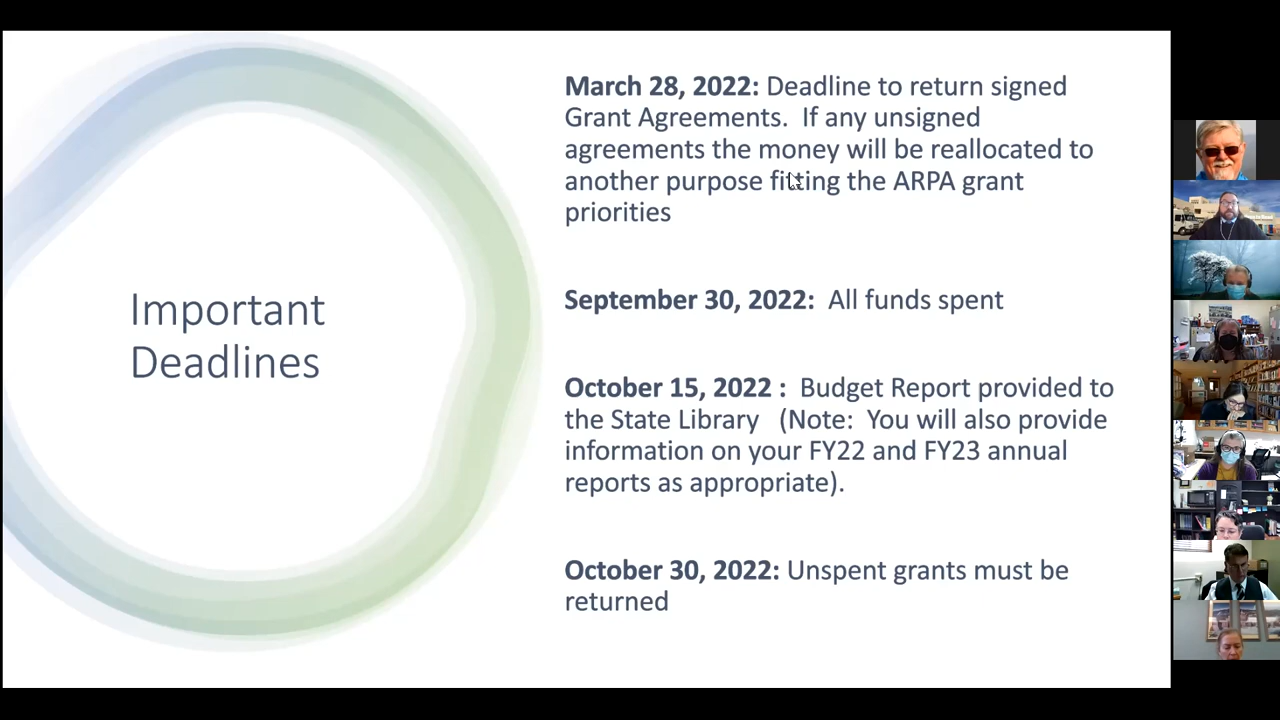 Important
Deadlines
March 28, 2022: Deadline to return signed
Grant Agreements.  If any unsigned
agreements the money will be reallocated to
another purpose fitting the ARPA grant
priorities
September 30, 2022:  All funds spent
October 15, 2022 :  Budget Report provided to
the State Library   (Note:  You will also provide
information on your FY22 and FY23 annual
reports as appropriate).
October 30, 2022: Unspent grants must be
returned